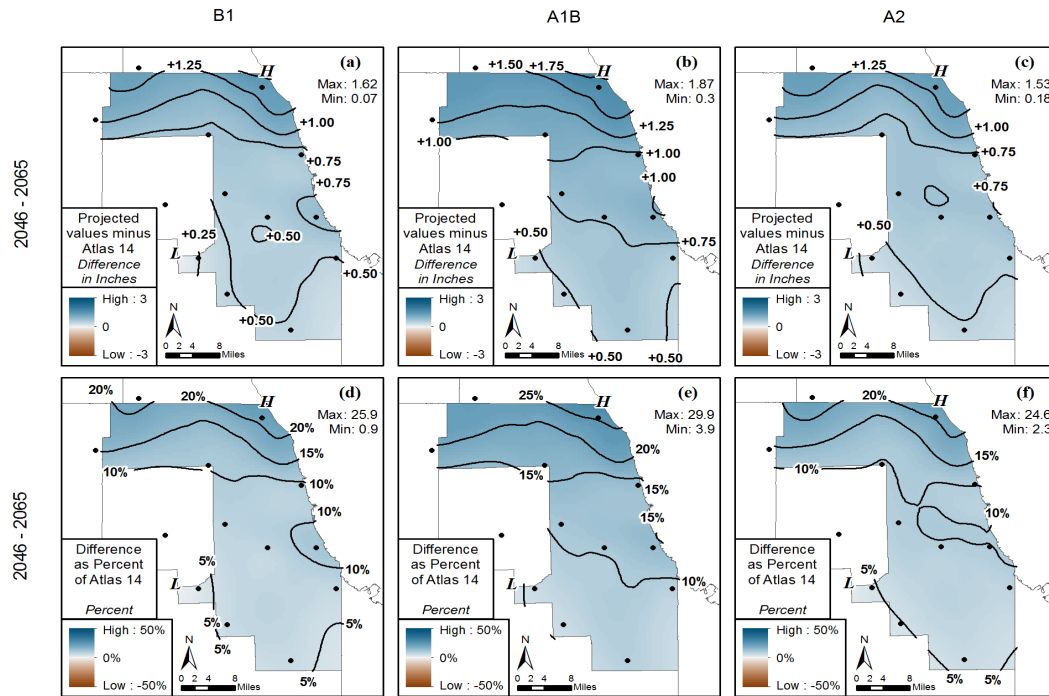 B1
A1B
A2
2046 - 2065
(a)
+1.25
H
Max: 1.62
Min: 0.07
+1.00
+0.75
+0.75
+0.25
+0.50
L
+0.50
+0.50
Projected
values minus
Atlas 14
Difference
in Inches
High : 3
0
Low : -3
N
0 2 4 8
Miles
(b)
+1.50
+1.75
H
Max: 1.87
Min: 0.3
+1.25
+1.00
+1.00
+1.00
+0.75
+0.50
L
+0.50
+0.50
Projected
values minus
Atlas 14
Difference
in Inches
High : 3
0
Low : -3
N
0 2 4 8
Miles
(c)
+1.25
H
Max: 1.53
Min: 0.18
+1.00
+0.75
+0.75
+0.50
L
Projected
values minus
Atlas 14
Difference
in Inches
High : 3
0
Low : -3
N
0 2 4 8
Miles
2046 - 2065
(d)
20%
20%
H
Max: 25.9
Min: 0.9
20%
15%
10%
10%
10%
10%
5%
L
5%
5%
5%
Difference
as Percent
of Atlas 14
Percent
High : 50%
0%
Low : -50%
N
0 2 4 8
Miles
(e)
25%
H
Max: 29.9
Min: 3.9
20%
15%
15%
15%
10%
L
Difference
as Percent
of Atlas 14
Percent
High : 50%
0%
Low : -50%
N
0 2 4 8
Miles
(f)
20%
H
Max: 24.6
Min: 2.3
15%
10%
10%
5%
L
5%
5%
Difference
as Percent
of Atlas 14
Percent
High : 50%
0%
Low : -50%
N
0 2 4 8
Miles